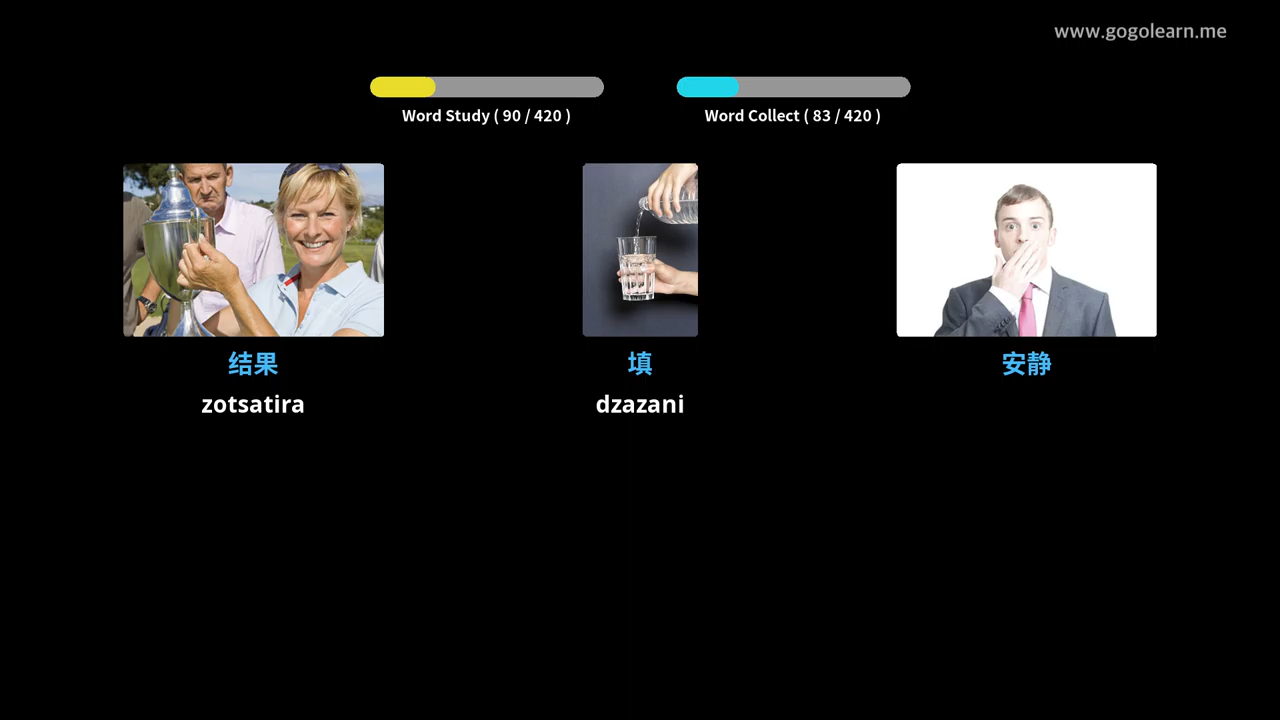 www.gogolearn.me
Word Study ( 90 / 420 )
Word Collect ( 83 / 420 )
结果
填
安静
zotsatira
dzazani